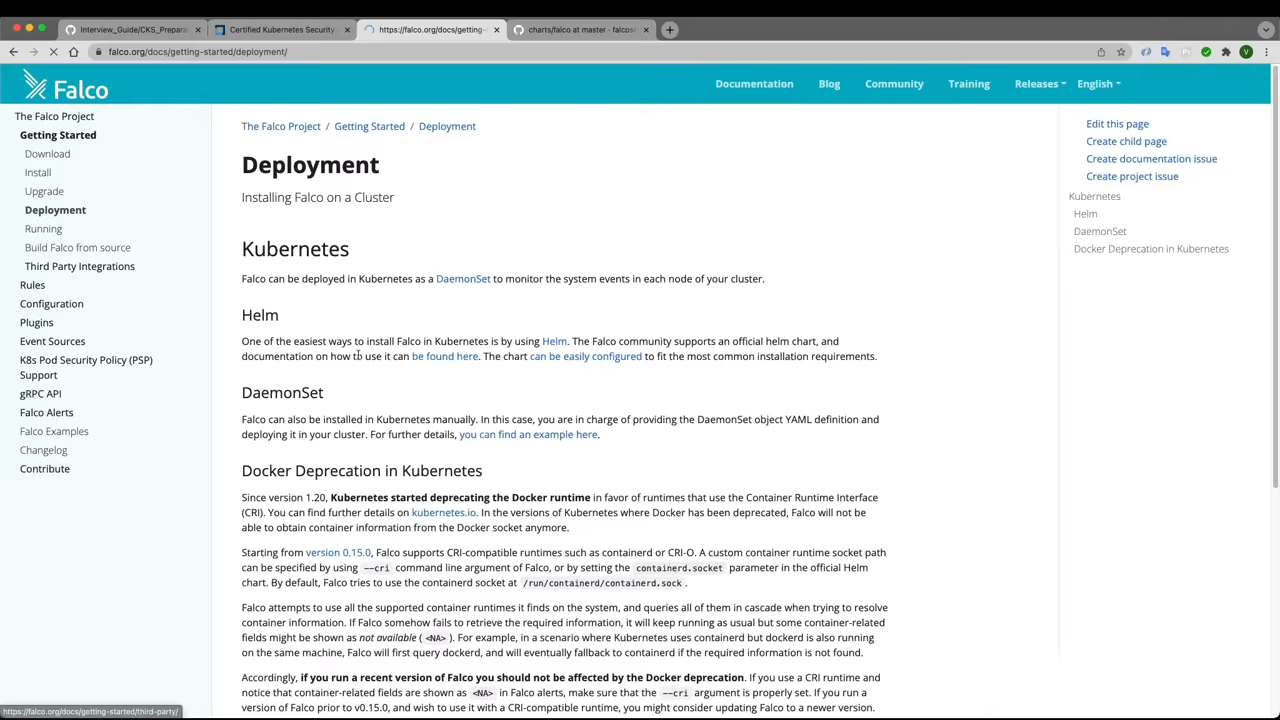 Interview_Guide/CKS_Prepara
Certified Kubernetes Security
https://falco.org/docs/getting-
charts/falco at master · falcose
falco.org/docs/getting-started/deployment/
V
Falco
Documentation
Blog
Community
Training
Releases
English
The Falco Project
Getting Started
Download
Install
Upgrade
Deployment
Running
Build Falco from source
Third Party Integrations
Rules
Configuration
Plugins
Event Sources
K8s Pod Security Policy (PSP)
Support
gRPC API
Falco Alerts
Falco Examples
Changelog
Contribute
The Falco Project / Getting Started / Deployment
Deployment
Installing Falco on a Cluster
Kubernetes
Falco can be deployed in Kubernetes as a DaemonSet to monitor the system events in each node of your cluster.
Helm
One of the easiest ways to install Falco in Kubernetes is by using Helm. The Falco community supports an official helm chart, and
documentation on how to use it can be found here. The chart can be easily configured to fit the most common installation requirements.
DaemonSet
Falco can also be installed in Kubernetes manually. In this case, you are in charge of providing the DaemonSet object YAML definition and
deploying it in your cluster. For further details, you can find an example here.
Docker Deprecation in Kubernetes
Since version 1.20, Kubernetes started deprecating the Docker runtime in favor of runtimes that use the Container Runtime Interface
(CRI). You can find further details on kubernetes.io. In the versions of Kubernetes where Docker has been deprecated, Falco will not be
able to obtain container information from the Docker socket anymore.
Starting from version 0.15.0, Falco supports CRI-compatible runtimes such as containerd or CRI-O. A custom container runtime socket path
can be specified by using --cri command line argument of Falco, or by setting the containerd.socket parameter in the official Helm
chart. By default, Falco tries to use the containerd socket at /run/containerd/containerd.sock .
Falco attempts to use all the supported container runtimes it finds on the system, and queries all of them in cascade when trying to resolve
container information. If Falco somehow fails to retrieve the required information, it will keep running as usual but some container-related
fields might be shown as not available ( <NA> ). For example, in a scenario where Kubernetes uses containerd but dockerd is also running
on the same machine, Falco will first query dockerd, and will eventually fallback to containerd if the required information is not found.
Accordingly, if you run a recent version of Falco you should not be affected by the Docker deprecation. If you use a CRI runtime and
notice that container-related fields are shown as <NA> in Falco alerts, make sure that the --cri argument is properly set. If you run a
version of Falco prior to v0.15.0, and wish to use it with a CRI-compatible runtime, you might consider updating Falco to a newer version.
Edit this page
Create child page
Create documentation issue
Create project issue
Kubernetes
Helm
DaemonSet
Docker Deprecation in Kubernetes
https://falco.org/docs/getting-started/third-party/